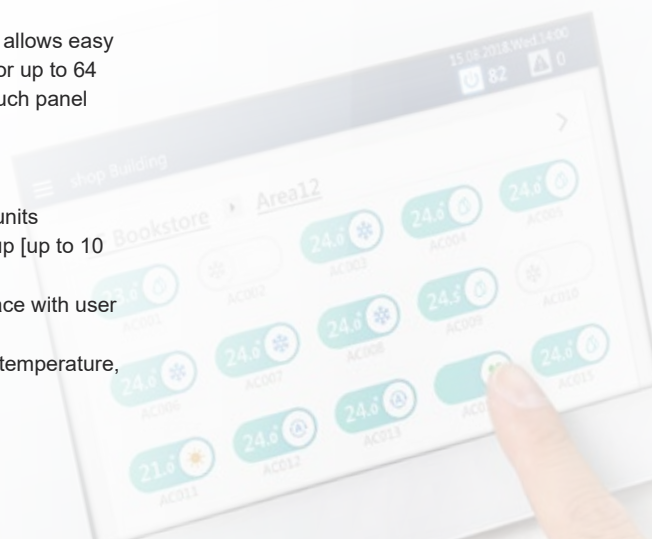 allows easy
or up to 64
uch panel
units
up [up to 10
ace with user
temperature,
15.08.2018.Wed.14:00
82 0
shop Building
Bookstore Area12
24.0 24.0 24.0
AC001 AC002 AC003 AC004 AC005
24.0 24.0 24.0 24.5
AC006 AC007 AC008 AC009 AC010
21.0 24.0 24.0 24.0
AC011 AC012 AC013 AC015